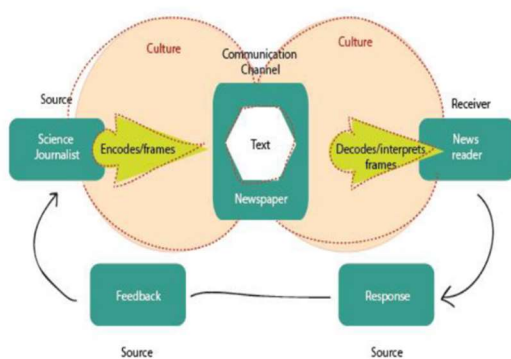 Culture
Culture
Communication
Channel
Source
Receiver
Science
Journalist
Encodes/frames
Text
Decodes/interprets
frames
News
reader
Newspaper
Feedback
Response
Source
Source